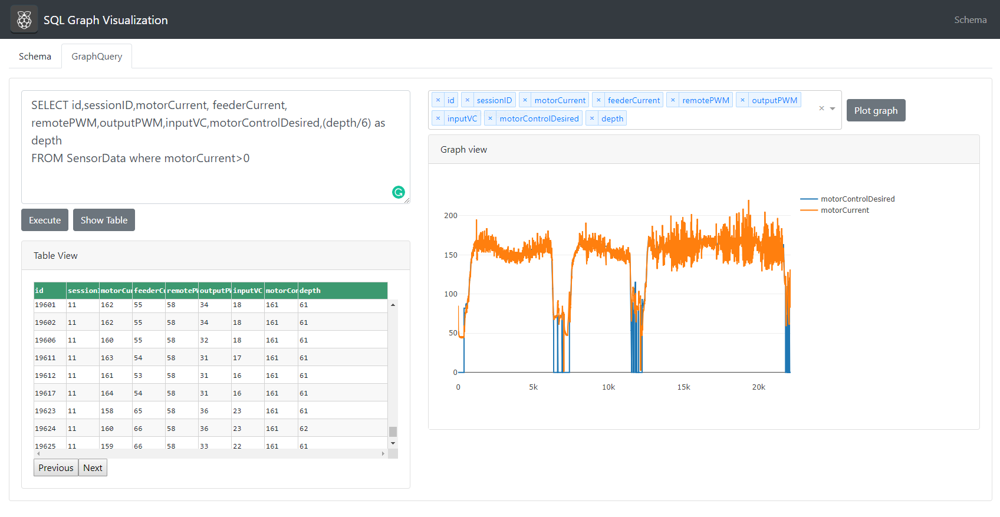 SQL Graph Visualization
Schema
Schema
GraphQuery
SELECT id,sessionID,motorCurrent, feederCurrent,
remotePWM,outputPWM,inputVC,motorControlDesired,(depth/6) as
depth
FROM SensorData where motorCurrent>0
Execute
Show Table
Table View
id sessionI motorCur feederCu remotePW outputPW inputVC motorCon depth
19601 11 162 55 58 34 18 161 61
19602 11 162 55 58 34 18 161 61
19606 11 160 55 58 32 18 161 61
19611 11 163 54 58 31 17 161 61
19612 11 161 53 58 31 16 161 61
19617 11 164 54 58 31 16 161 61
19623 11 158 65 58 36 23 161 61
19624 11 160 66 58 36 23 161 62
19625 11 159 66 58 33 22 161 61
Previous
Next
× id × sessionID × motorCurrent × feederCurrent × remotePWM × outputPWM
× inputVC × motorControlDesired × depth
×
Plot graph
Graph view
motorControlDesired
motorCurrent
200
150
100
50
0
0 5k 10k 15k 20k